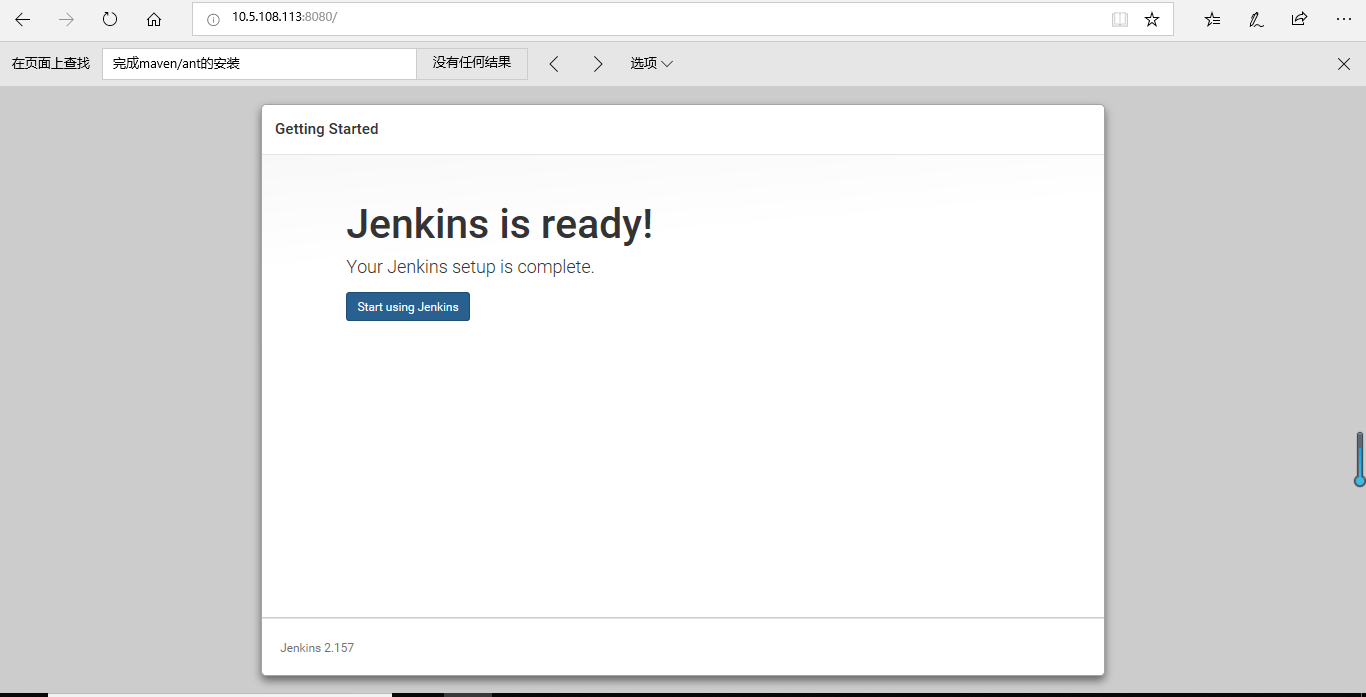 10.5.108.113:8080/
在页面上查找
完成maven/ant的安装
没有任何结果
选项
Getting Started
Jenkins is ready!
Your Jenkins setup is complete.
Start using Jenkins
Jenkins 2.157